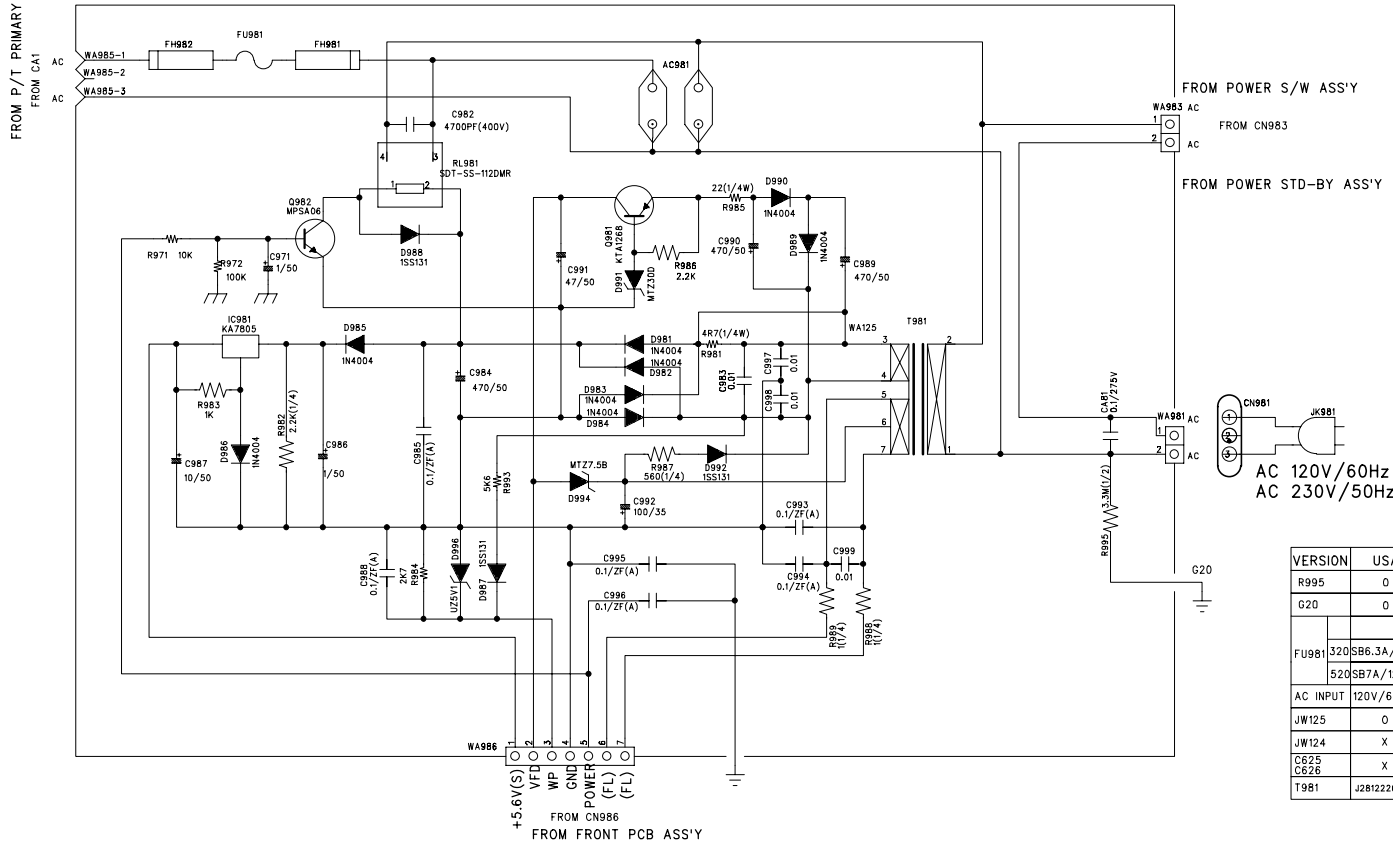 FROM P/T PRIMARY
FROM CA1
AC
WA985-1
WA985-2
AC
WA985-3
FH982
FU981
FH981
AC981
C982
4700PF(400V)
4
3
RL981
SDT-SS-112DMR
1
2
Q982
MPSA06
D988
1SS131
R971
10K
R972
100K
C971
1/50
Q981
KTA1268
22(1/4W)
R985
D990
1N4004
C990
470/50
D989
1N4004
C989
470/50
C991
47/50
D991
MTZ30D
R986
2.2K
FROM POWER S/W ASS'Y
WA983
AC
1
FROM CN983
2
AC
FROM POWER STD-BY ASS'Y
IC981
KA7805
D985
1N4004
R983
1K
R982
2.2K(1/4)
C987
10/50
D986
1N4004
C986
1/50
C985
0.1/ZF(A)
C984
470/50
D981
1N4004
1N4004
D982
D983
1N4004
1N4004
D984
4R7(1/4W)
R981
C983
0.01
C997
0.01
C998
0.01
WA125
T981
3
4
5
6
7
2
1
5K6
R993
MTZ7.5B
D994
R987
560(1/4)
D992
1SS131
C992
100/35
C993
0.1/ZF(A)
C994
0.1/ZF(A)
C999
0.01
C988
0.1/ZF(A)
2K7
R984
D996
UZ5V1
1SS131
D987
C995
0.1/ZF(A)
C996
0.1/ZF(A)
R989
1(1/4)
R988
1(1/4)
CA81
0.1/275V
WA981
AC
1
2
AC
CN981
1
2
3
JK981
AC 120V/60Hz
AC 230V/50Hz
R995
3.3M(1/2)
G20
WA986
1
2
3
4
5
6
7
+5.6V(S)
VFD
WP
GND
POWER
(FL)
(FL)
FROM CN986
FROM FRONT PCB ASS'Y
VERSION USA
R995 O
G20 O
FU981
320 SB6.3A/
520 SB7A/1
AC INPUT 120V/6
JW125 O
JW124 X
C625
C626 X
T981 J281222